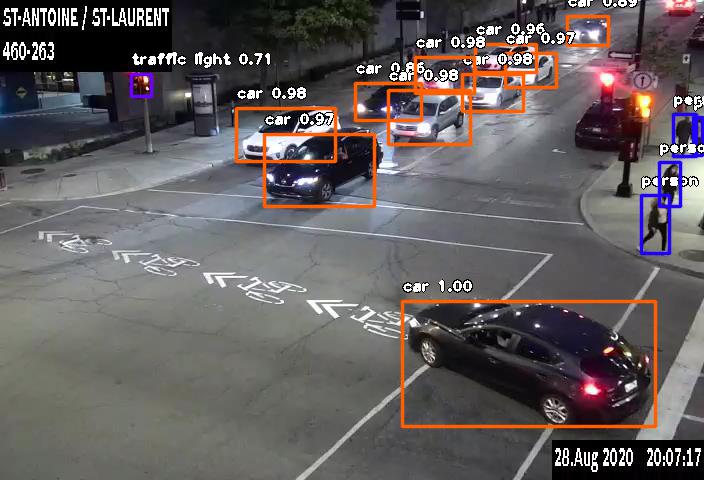 ST-ANTOINE / ST-LAURENT
460-263
car 0.89
car 0.96
car 0.98
car 0.97
traffic light 0.71
car 0.98
car 0.86
car 0.98
car 0.98
car 0.97
person
person
car 1.00
28.Aug 2020 20:07:17